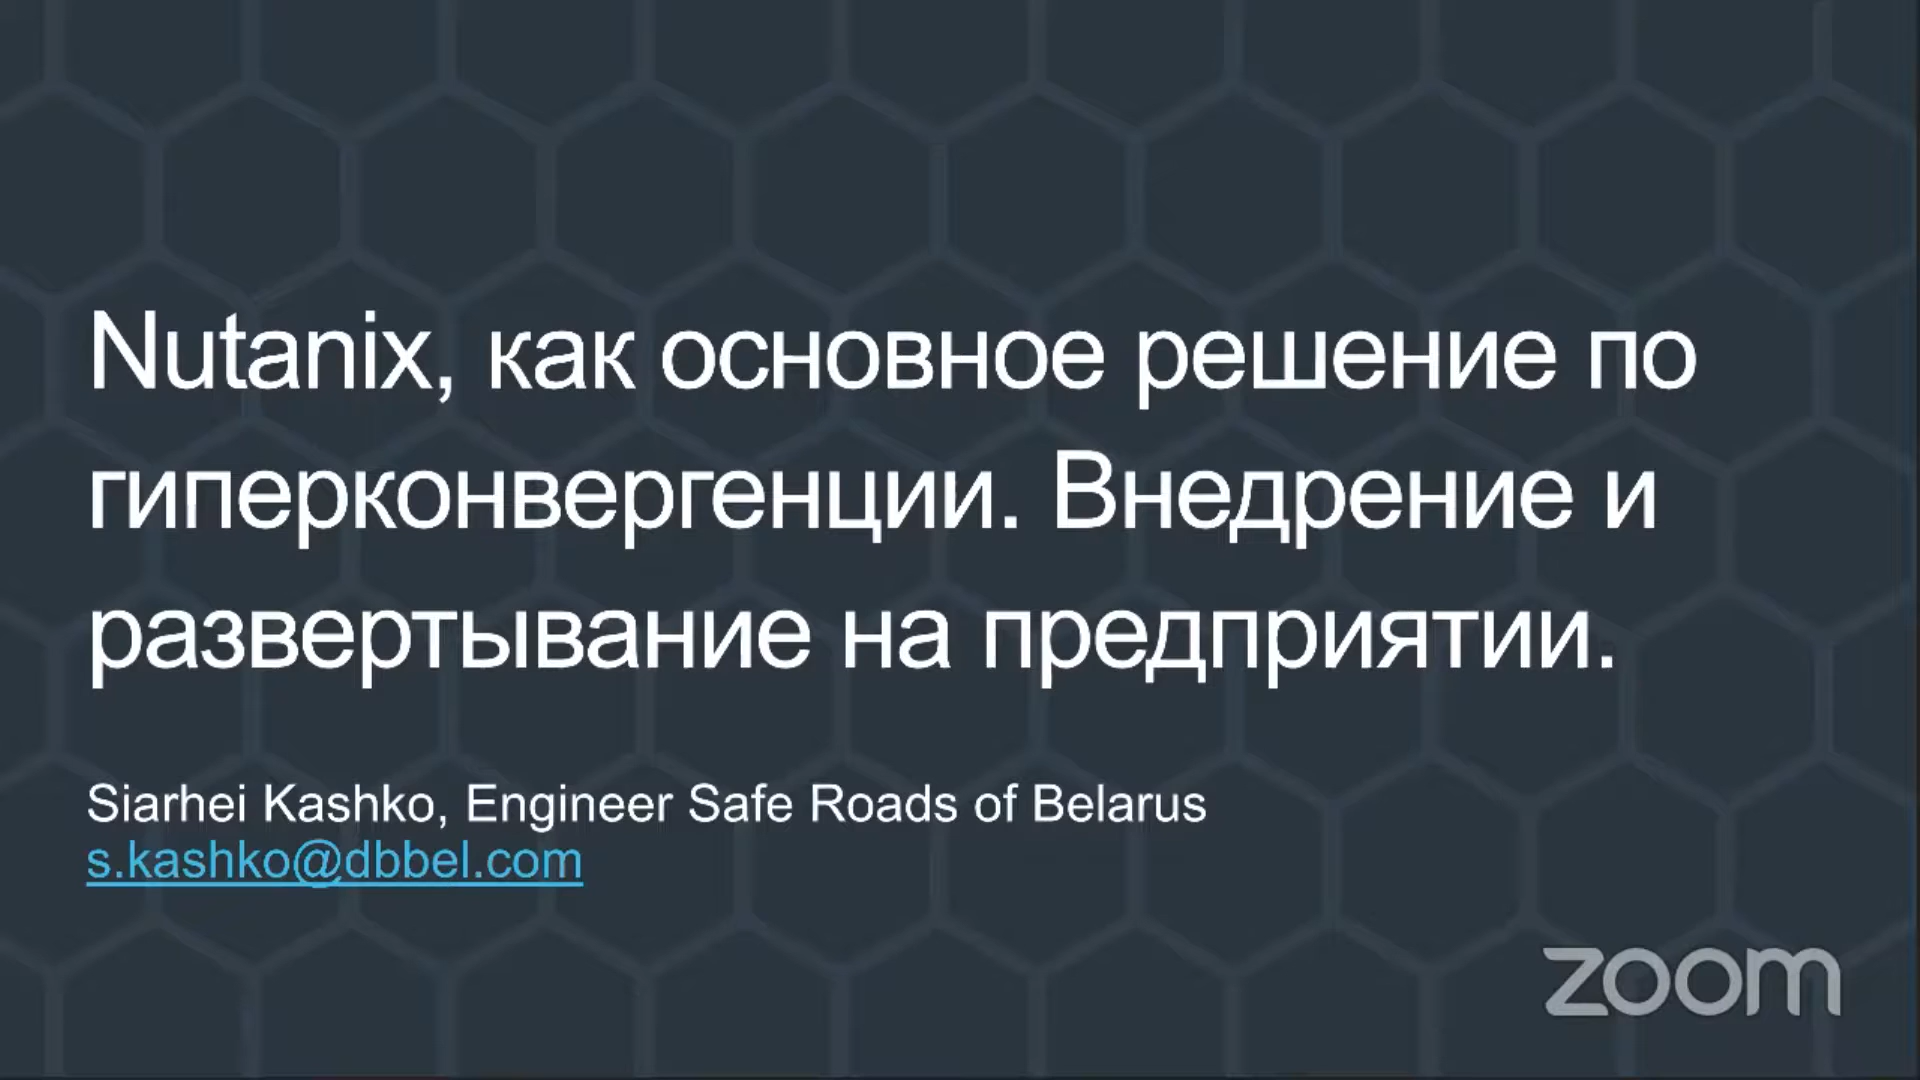 Nutanix, как основное решение по
гиперконвергенции. Внедрение и
развертывание на предприятии.
Siarhei Kashko, Engineer Safe Roads of Belarus
s.kashko@dbbel.com
zoom